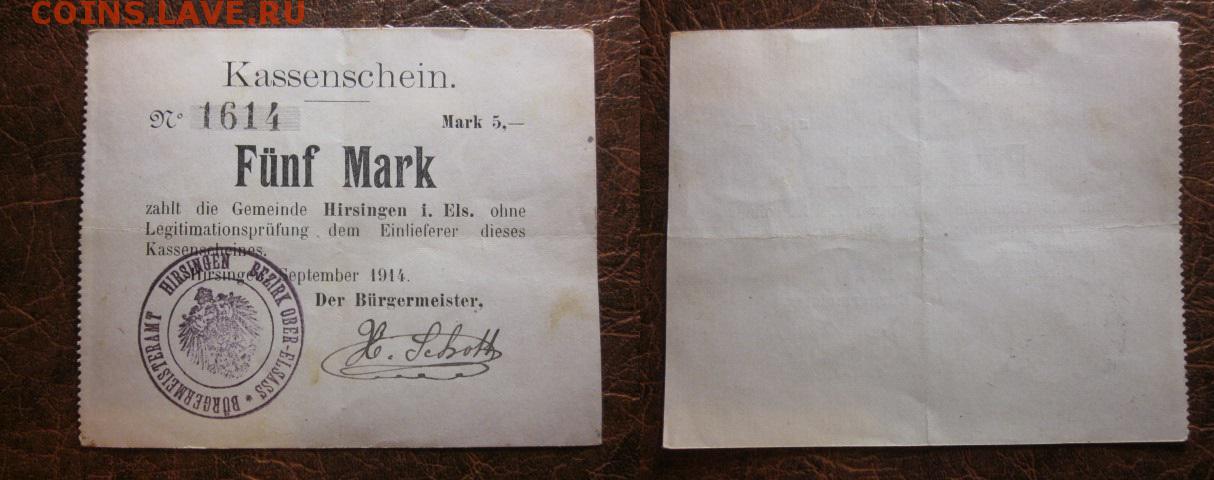 COINS.LAVE.RU
Kassenschein.
No 1614 Mark 5,—
Fünf Mark
zahlt die Gemeinde Hirsingen i. Els. ohne
Legitimationsprüfung dem Einlieferer dieses
Kassenscheines.
Hirsingen, September 1914.
Der Bürgermeister,
H. Schott
BÜRGERMEISTERAMT HIRSINGEN BEZIRK OBER-ELSASS *